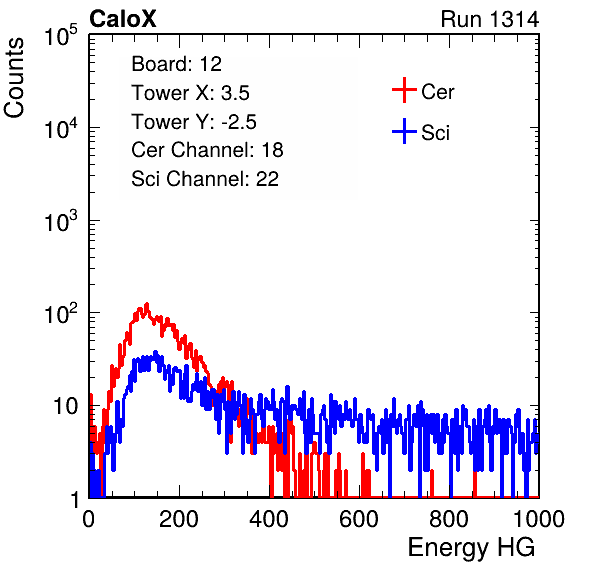 CaloX Run 1314
Counts
10^5
10^4
10^3
10^2
10
1
Board: 12
Tower X: 3.5
Tower Y: -2.5
Cer Channel: 18
Sci Channel: 22
Cer
Sci
0 200 400 600 800 1000
Energy HG